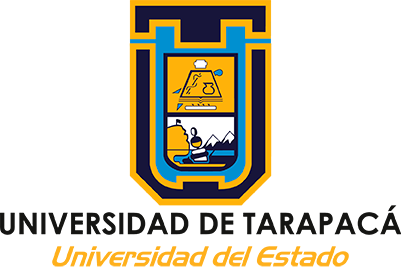 UNIVERSIDAD DE TARAPACÁ
Universidad del Estado